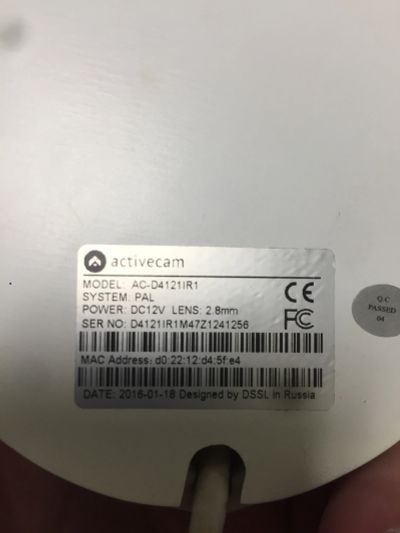 activecam
MODEL: AC-D4121IR1
SYSTEM: PAL
POWER: DC12V LENS: 2.8mm
SER NO: D4121IR1M47Z1241256
CE
FC
MAC Address: d0:22:12:d4:5f:e4
DATE: 2016-01-18 Designed by DSSL in Russia
Q.C
PASSED
04